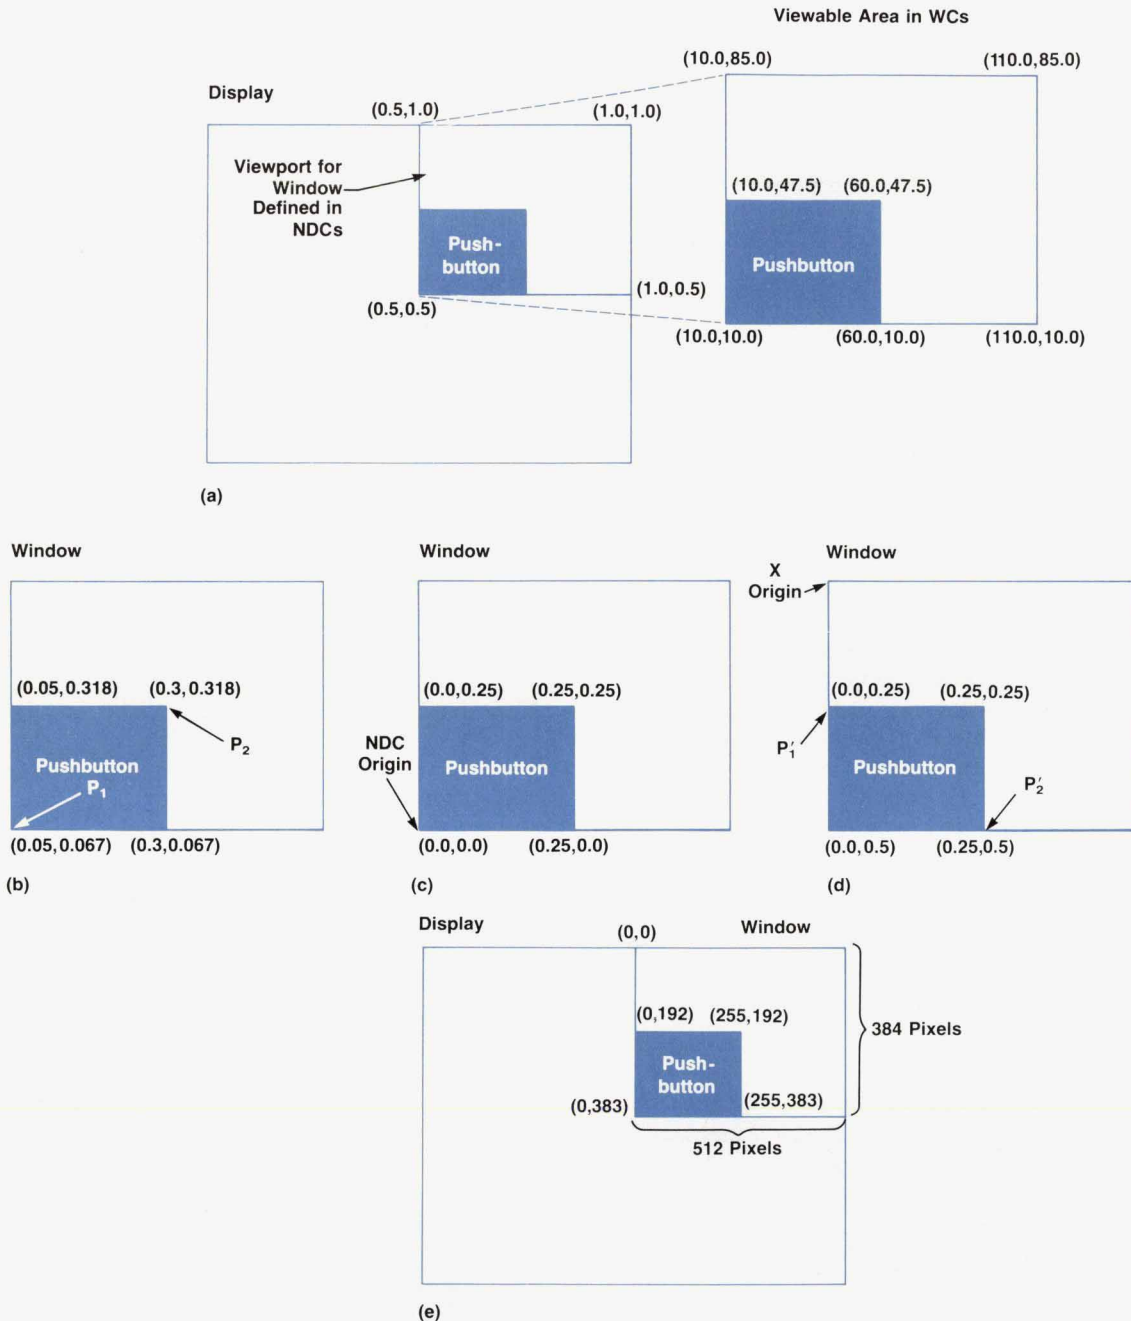 Viewable Area in WCs
(10.0,85.0) (110.0,85.0)
Display
(0.5,1.0) (1.0,1.0)
Viewport for
Window
Defined in
NDCs
(10.0,47.5) (60.0,47.5)
Push-
button
Pushbutton
(1.0,0.5)
(0.5,0.5)
(10.0,10.0) (60.0,10.0) (110.0,10.0)
(a)
Window
(0.05,0.318) (0.3,0.318)
P2
Pushbutton
P1
(0.05,0.067) (0.3,0.067)
(b)
Window
(0.0,0.25) (0.25,0.25)
NDC
Origin
Pushbutton
(0.0,0.0) (0.25,0.0)
(c)
Window
X
Origin
(0.0,0.25) (0.25,0.25)
P′1
Pushbutton
P′2
(0.0,0.5) (0.25,0.5)
(d)
Display
(0,0)
Window
(0,192) (255,192)
384 Pixels
Push-
button
(0,383)
(255,383)
512 Pixels
(e)